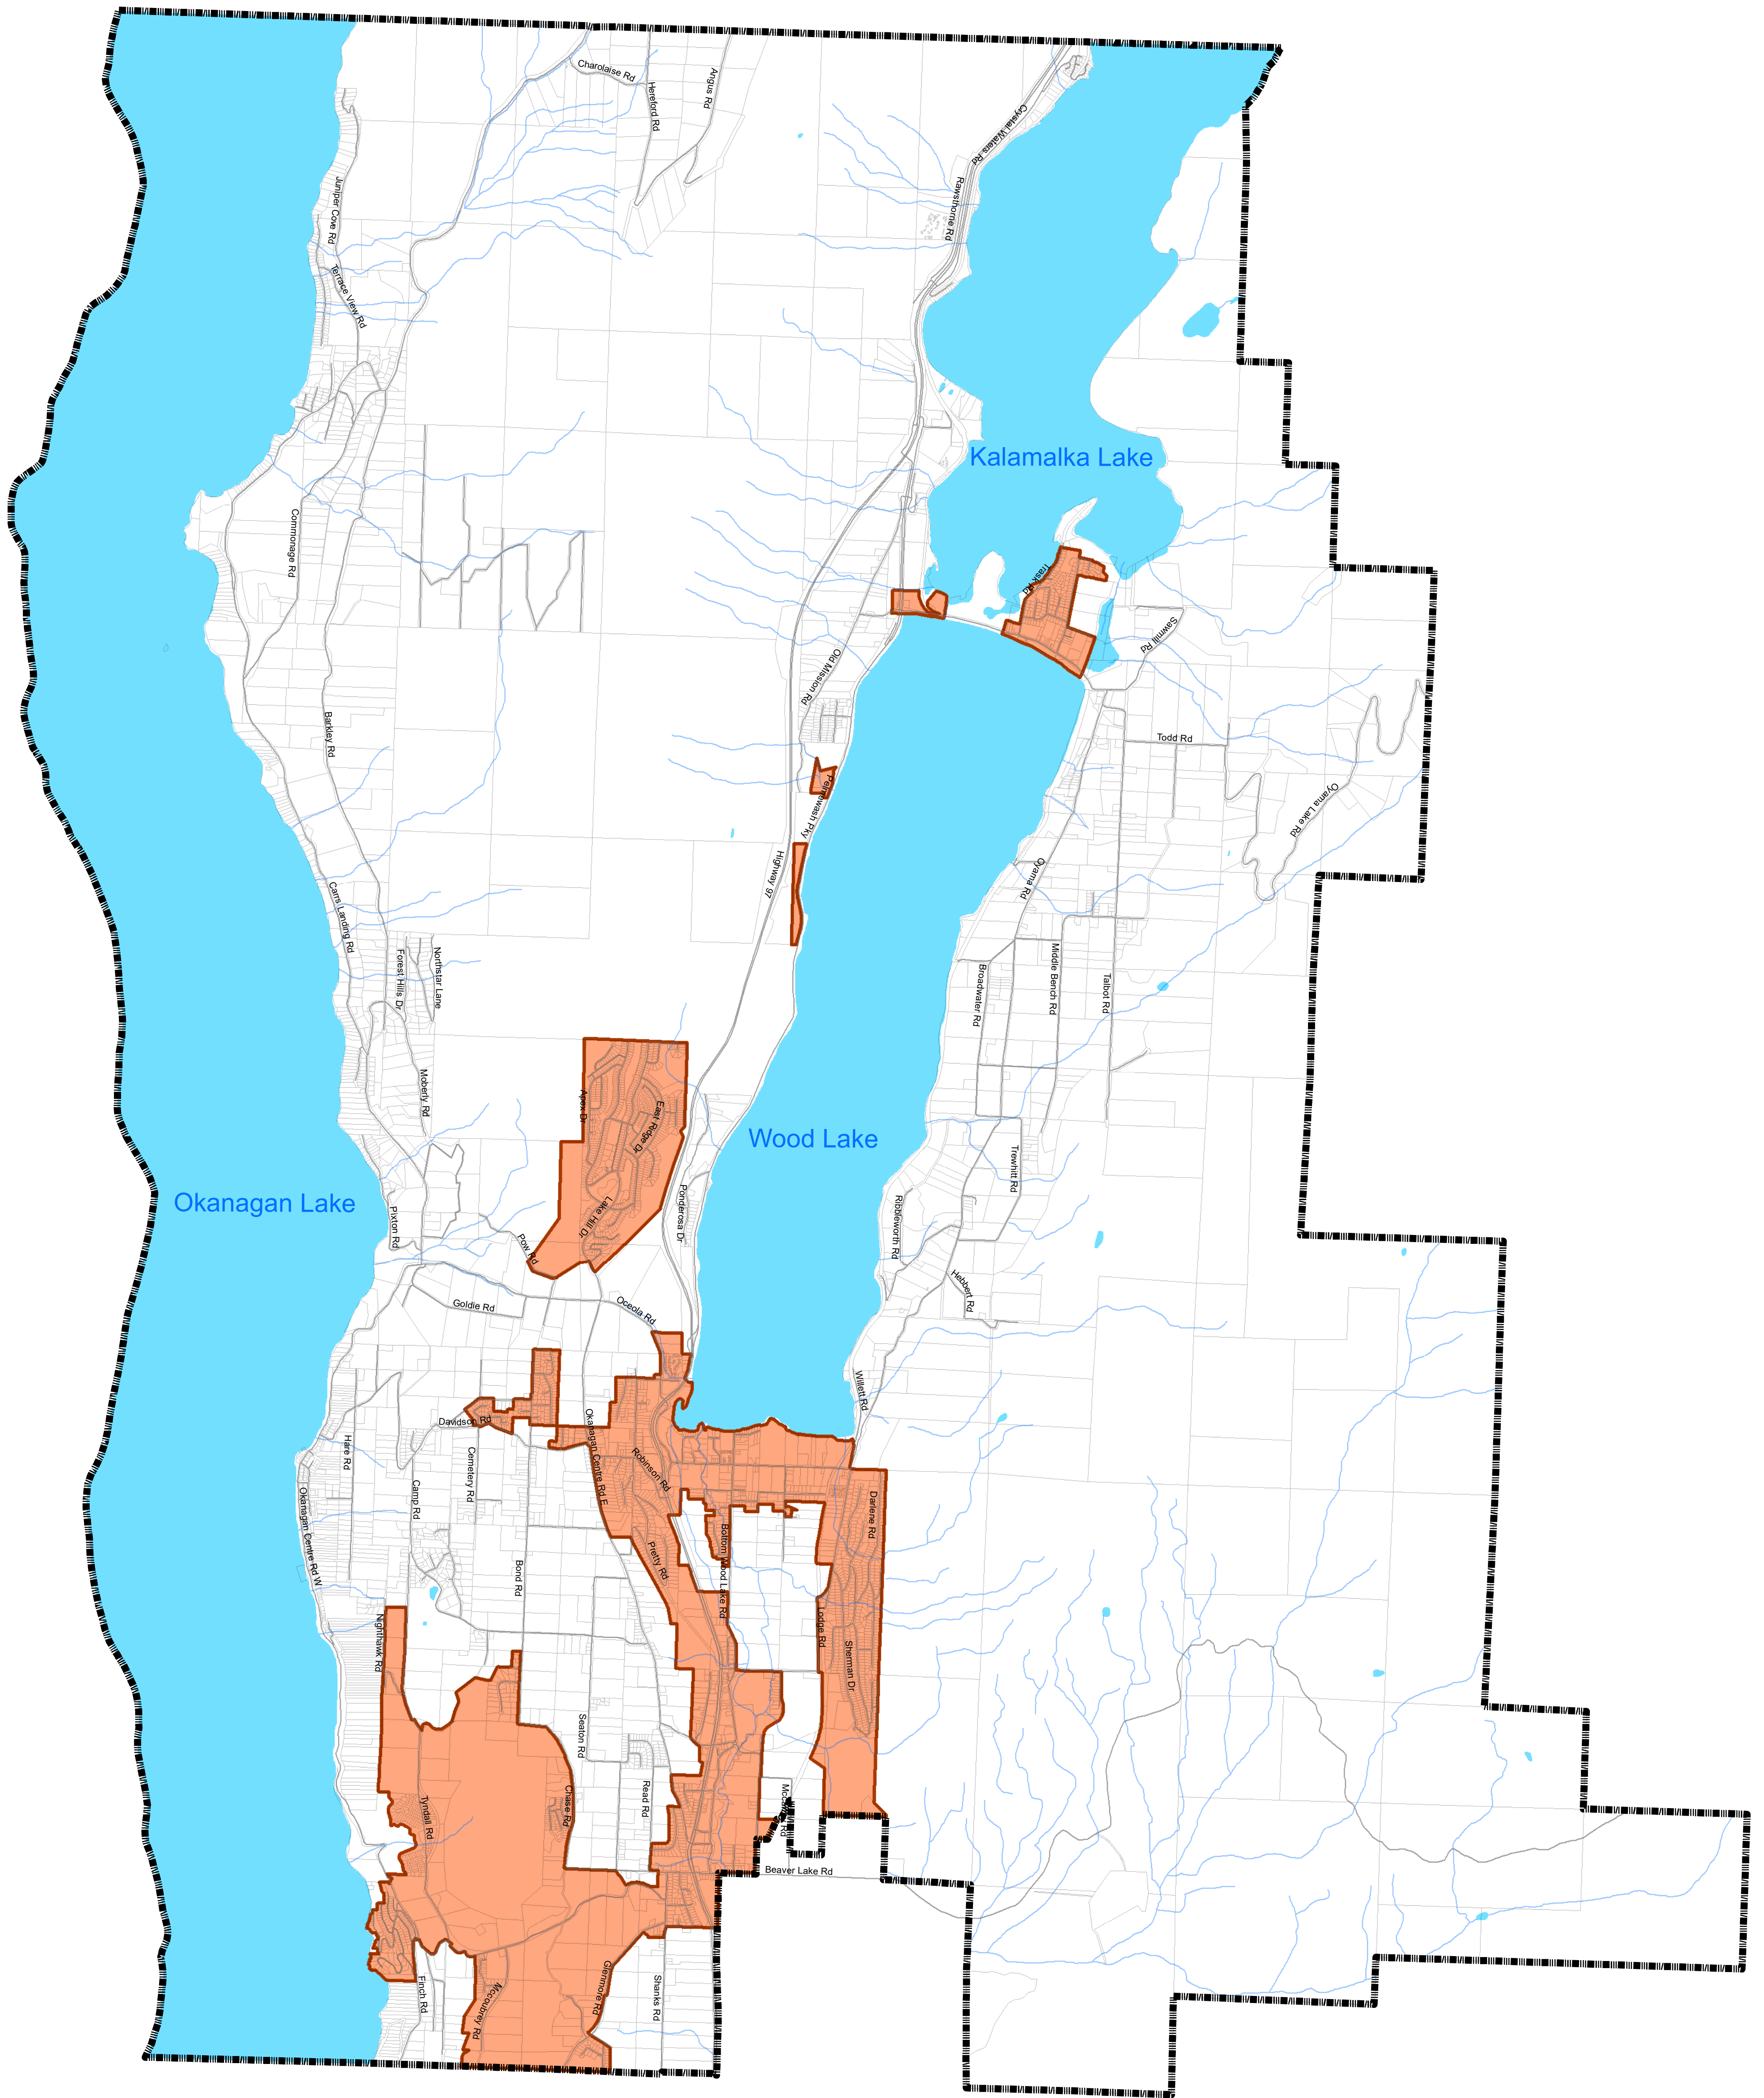 Charolaise Rd
Hereford Rd
Angus Rd
Crystal Waters Rd
Rawsthorne Rd
Juniper Cove Rd
Terrace View Rd
Kalamalka Lake
Commonage Rd
Trask Rd
Sawmill Rd
Old Mission Rd
Barkley Rd
Todd Rd
Pelmewash Pky
Oyama Lake Rd
Highway 97
Oyama Rd
Carrs Landing Rd
Forest Hills Dr
Northstar Lane
Middle Bench Rd
Broadwater Rd
Talbot Rd
Moberly Rd
Apex Dr
East Ridge Dr
Wood Lake
Trewhitt Rd
Okanagan Lake
Pixton Rd
Lake Hill Dr
Ponderosa Dr
Ribbleworth Rd
Pow Rd
Hebbert Rd
Goldie Rd
Oceola Rd
Willett Rd
Davidson Rd
Hare Rd
Cemetery Rd
Okanagan Centre Rd E
Robinson Rd
Camp Rd
Darlene Rd
Okanagan Centre Rd W
Bond Rd
Pretty Rd
Bottom Wood Lake Rd
Nighthawk Rd
Lodge Rd
Sherman Dr
Seaton Rd
Tyndall Rd
Chase Rd
Read Rd
Beaver Lake Rd
Finch Rd
Mccoubrey Rd
Glenmore Rd
Shanks Rd